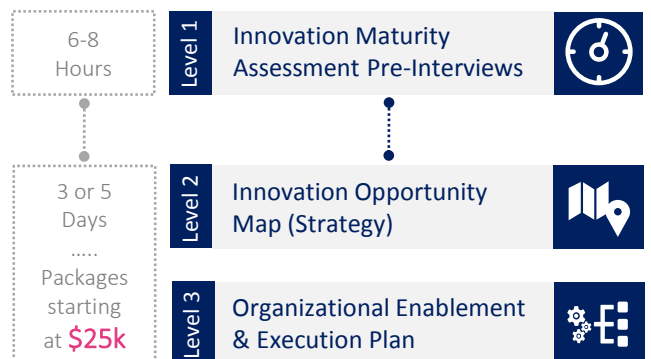 6-8
Hours
Level 1
Innovation Maturity
Assessment Pre-Interviews
3 or 5
Days
.....
Packages
starting
at $25k
Level 2
Innovation Opportunity
Map (Strategy)
Level 3
Organizational Enablement
& Execution Plan